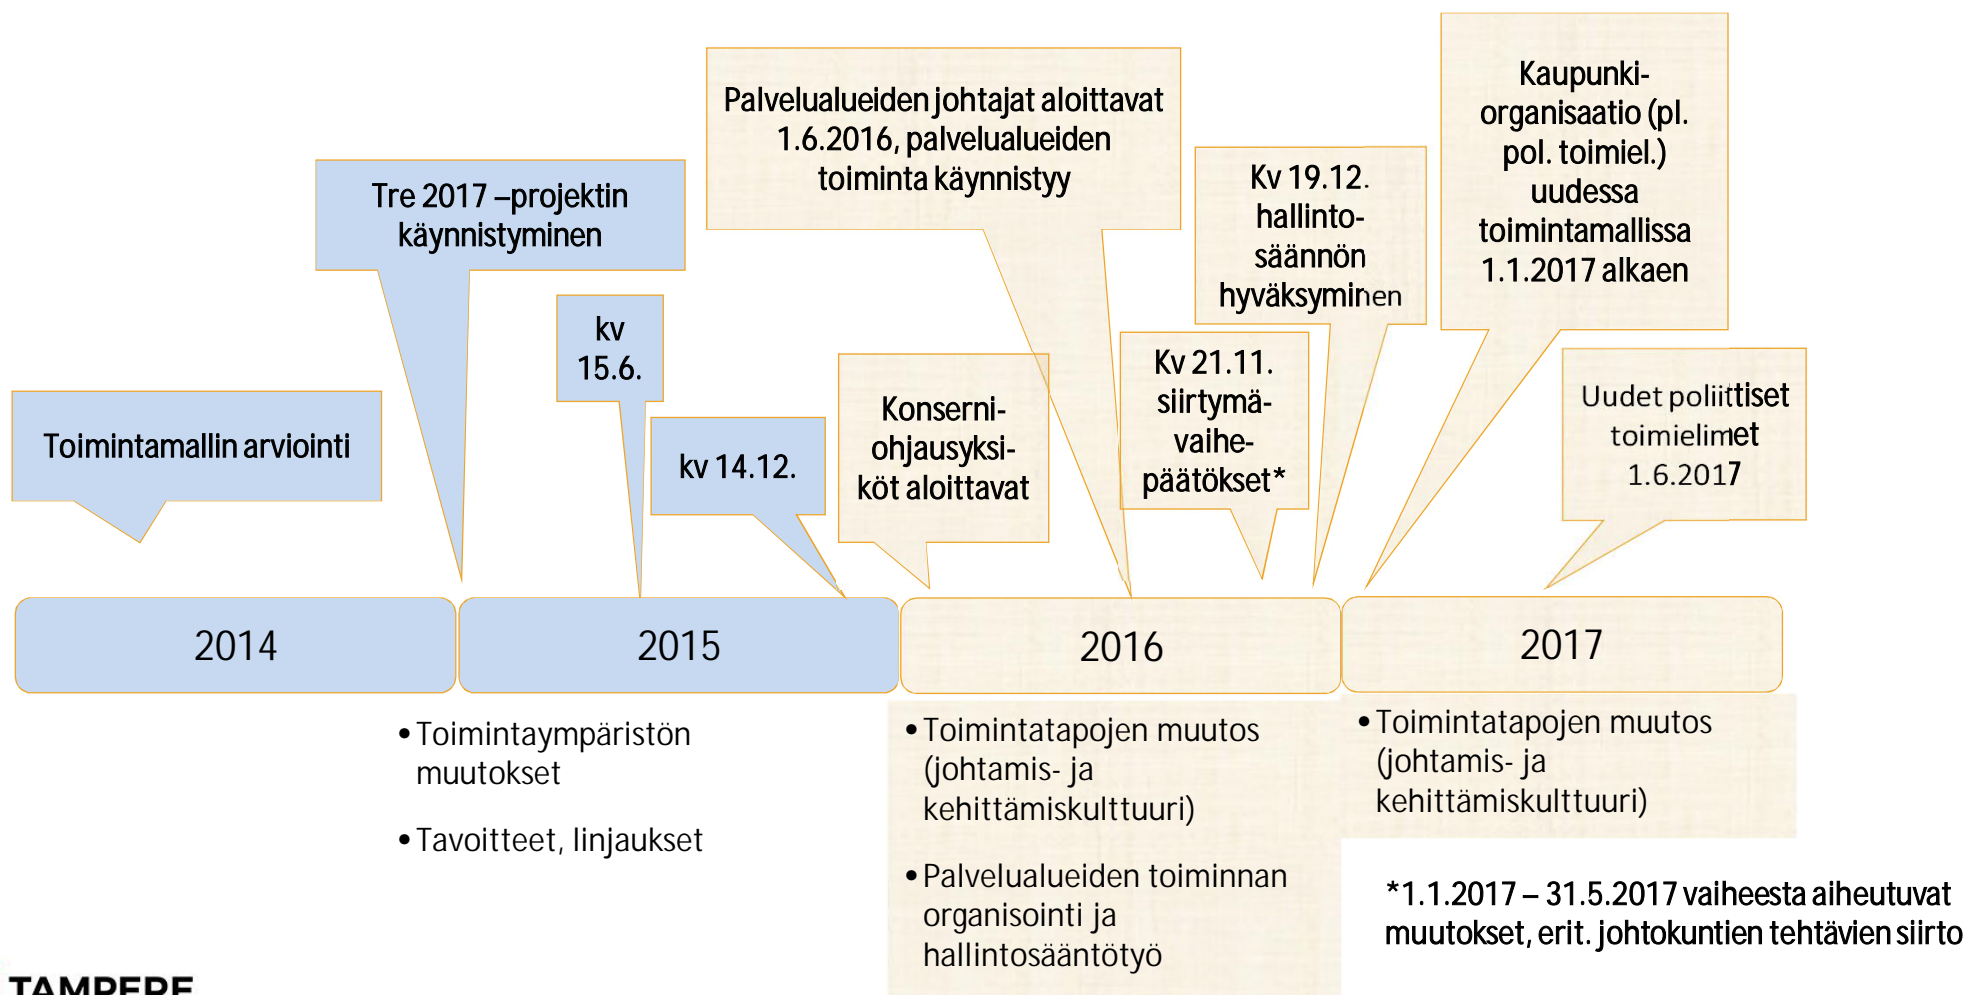 Toimintamallin arviointi
Tre 2017 –projektin
käynnistyminen
kv
15.6.
kv 14.12.
Konserni-
ohjausyksi-
köt aloittavat
Palvelualueiden johtajat aloittavat
1.6.2016, palvelualueiden
toiminta käynnistyy
Kv 21.11.
siirtymä-
vaihe-
päätökset*
Kv 19.12.
hallinto-
säännön
hyväksyminen
Kaupunki-
organisaatio (pl.
pol. toimiel.)
uudessa
toimintamallissa
1.1.2017 alkaen
Uudet poliittiset
toimielimet
1.6.2017
2014
2015
2016
2017
•Toimintaympäristön
muutokset
•Tavoitteet, linjaukset
•Toimintatapojen muutos
(johtamis- ja
kehittämiskulttuuri)
•Palvelualueiden toiminnan
organisointi ja
hallintosääntötyö
•Toimintatapojen muutos
(johtamis- ja
kehittämiskulttuuri)
*1.1.2017 – 31.5.2017 vaiheesta aiheutuvat
muutokset, erit. johtokuntien tehtävien siirto
TAMPERE